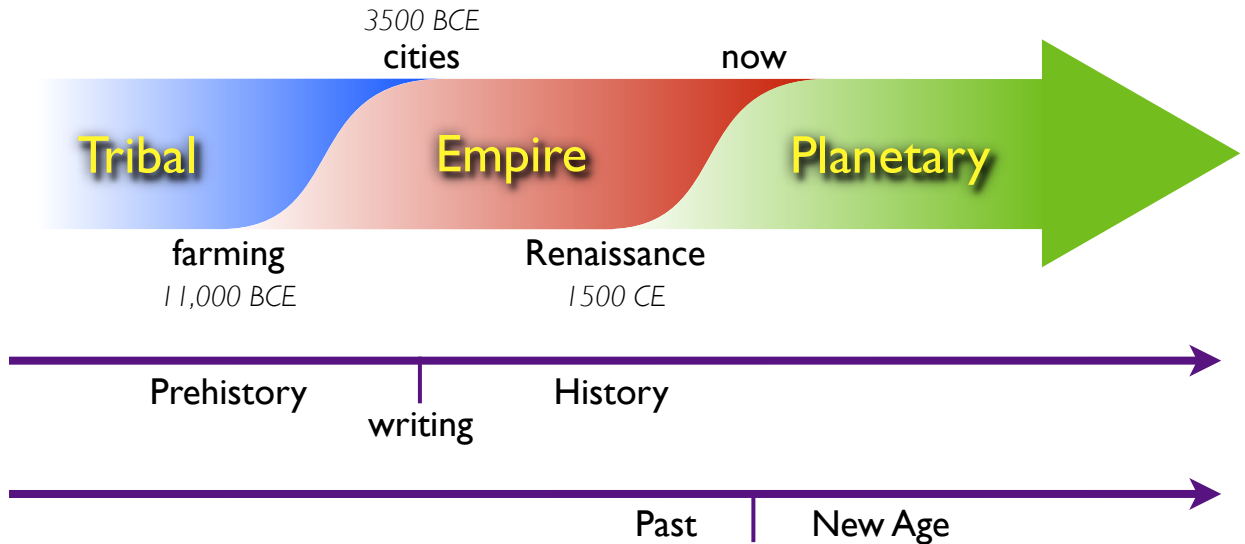 3500 BCE
cities now
Tribal Empire Planetary
farming Renaissance
11,000 BCE 1500 CE
Prehistory History
writing
Past New Age